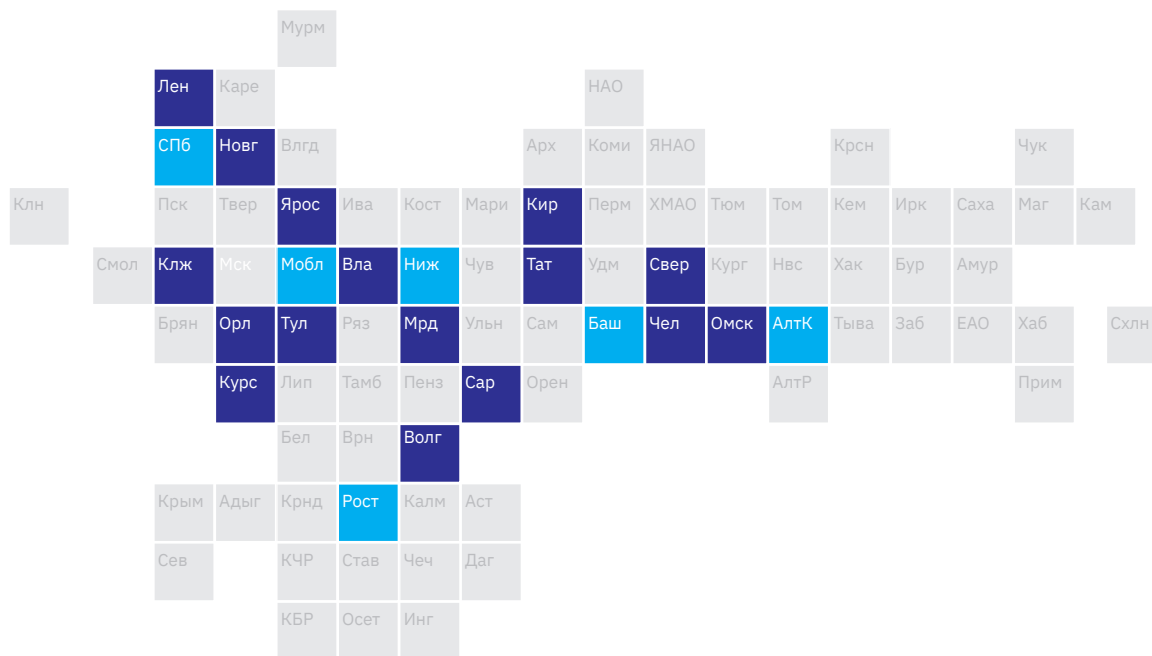 Мурм
Лен Каре НАО
СПб Новг Влгд Арх Коми ЯНАО Крсн Чук
Клн Пск Твер Ярос Ива Кост Мари Кир Перм ХМАО Тюм Том Кем Ирк Саха Маг Кам
Смол Клж Мск Мобл Вла Ниж Чув Тат Удм Свер Кург Нвс Хак Бур Амур
Брян Орл Тул Ряз Мрд Ульн Сам Баш Чел Омск АлтК Тыва Заб ЕАО Хаб Схлн
Курс Лип Тамб Пенз Сар Орен АлтР Прим
Бел Врн Волг
Крым Адыг Крнд Рост Калм Аст
Сев КЧР Став Чеч Даг
КБР Осет Инг